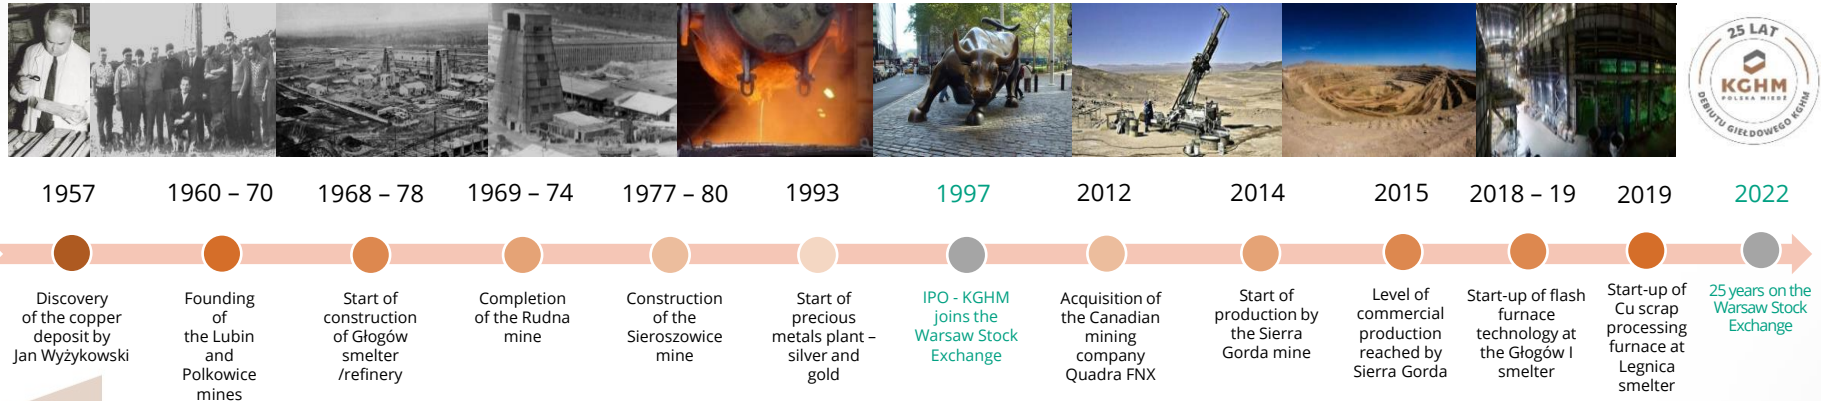 25 LAT
KGHM
POLSKA MIEDŹ
DEBIUTU GIEŁDOWEGO KGHM
1957
Discovery
of the copper
deposit by
Jan Wyżykowski
1960 – 70
Founding
of
the Lubin
and
Polkowice
mines
1968 – 78
Start of
construction
of Głogów
smelter
/refinery
1969 – 74
Completion
of the Rudna
mine
1977 – 80
Construction
of the
Sieroszowice
mine
1993
Start of
precious
metals plant –
silver and
gold
1997
IPO - KGHM
joins the
Warsaw Stock
Exchange
2012
Acquisition of
the Canadian
mining
company
Quadra FNX
2014
Start of
production by
the Sierra
Gorda mine
2015
Level of
commercial
production
reached by
Sierra Gorda
2018 – 19
Start-up of flash
furnace
technology at
the Głogów I
smelter
2019
Start-up of
Cu scrap
processing
furnace at
Legnica
smelter
2022
25 years on the
Warsaw Stock
Exchange